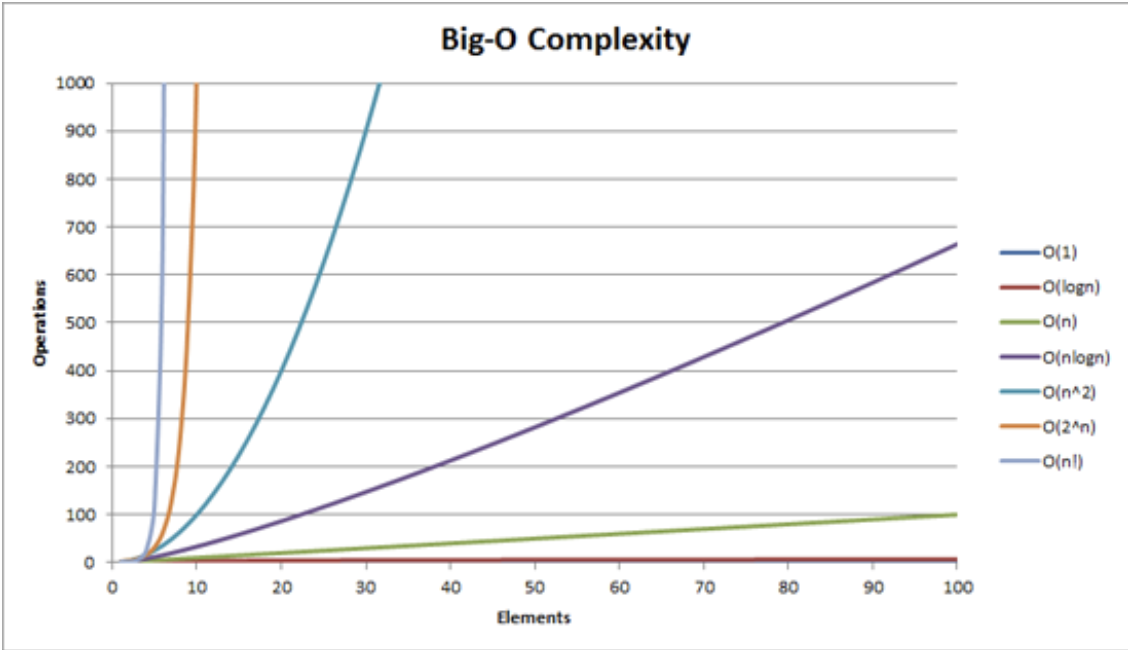 Big-O Complexity
1000
900
800
700
600
500
400
300
200
100
0
Operations
0 10 20 30 40 50 60 70 80 90 100
Elements
O(1)
O(logn)
O(n)
O(nlogn)
O(n^2)
O(2^n)
O(n!)